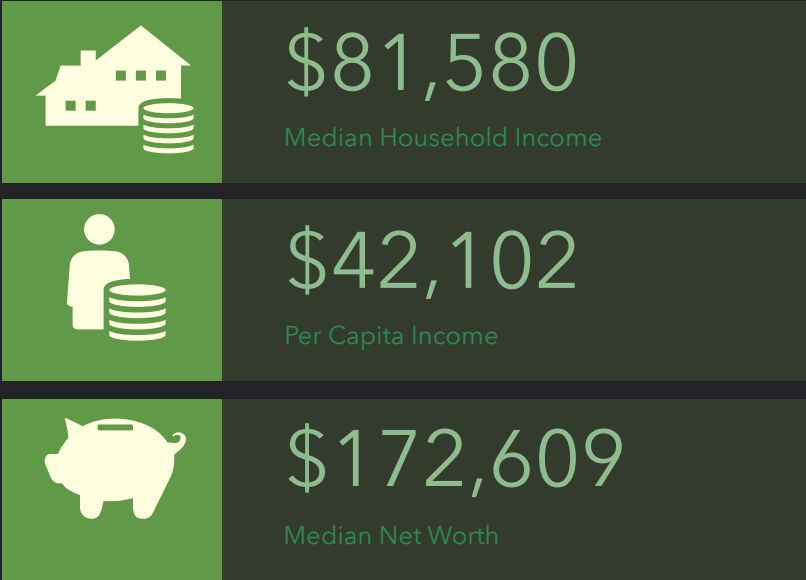 $81,580
Median Household Income
$42,102
Per Capita Income
$172,609
Median Net Worth